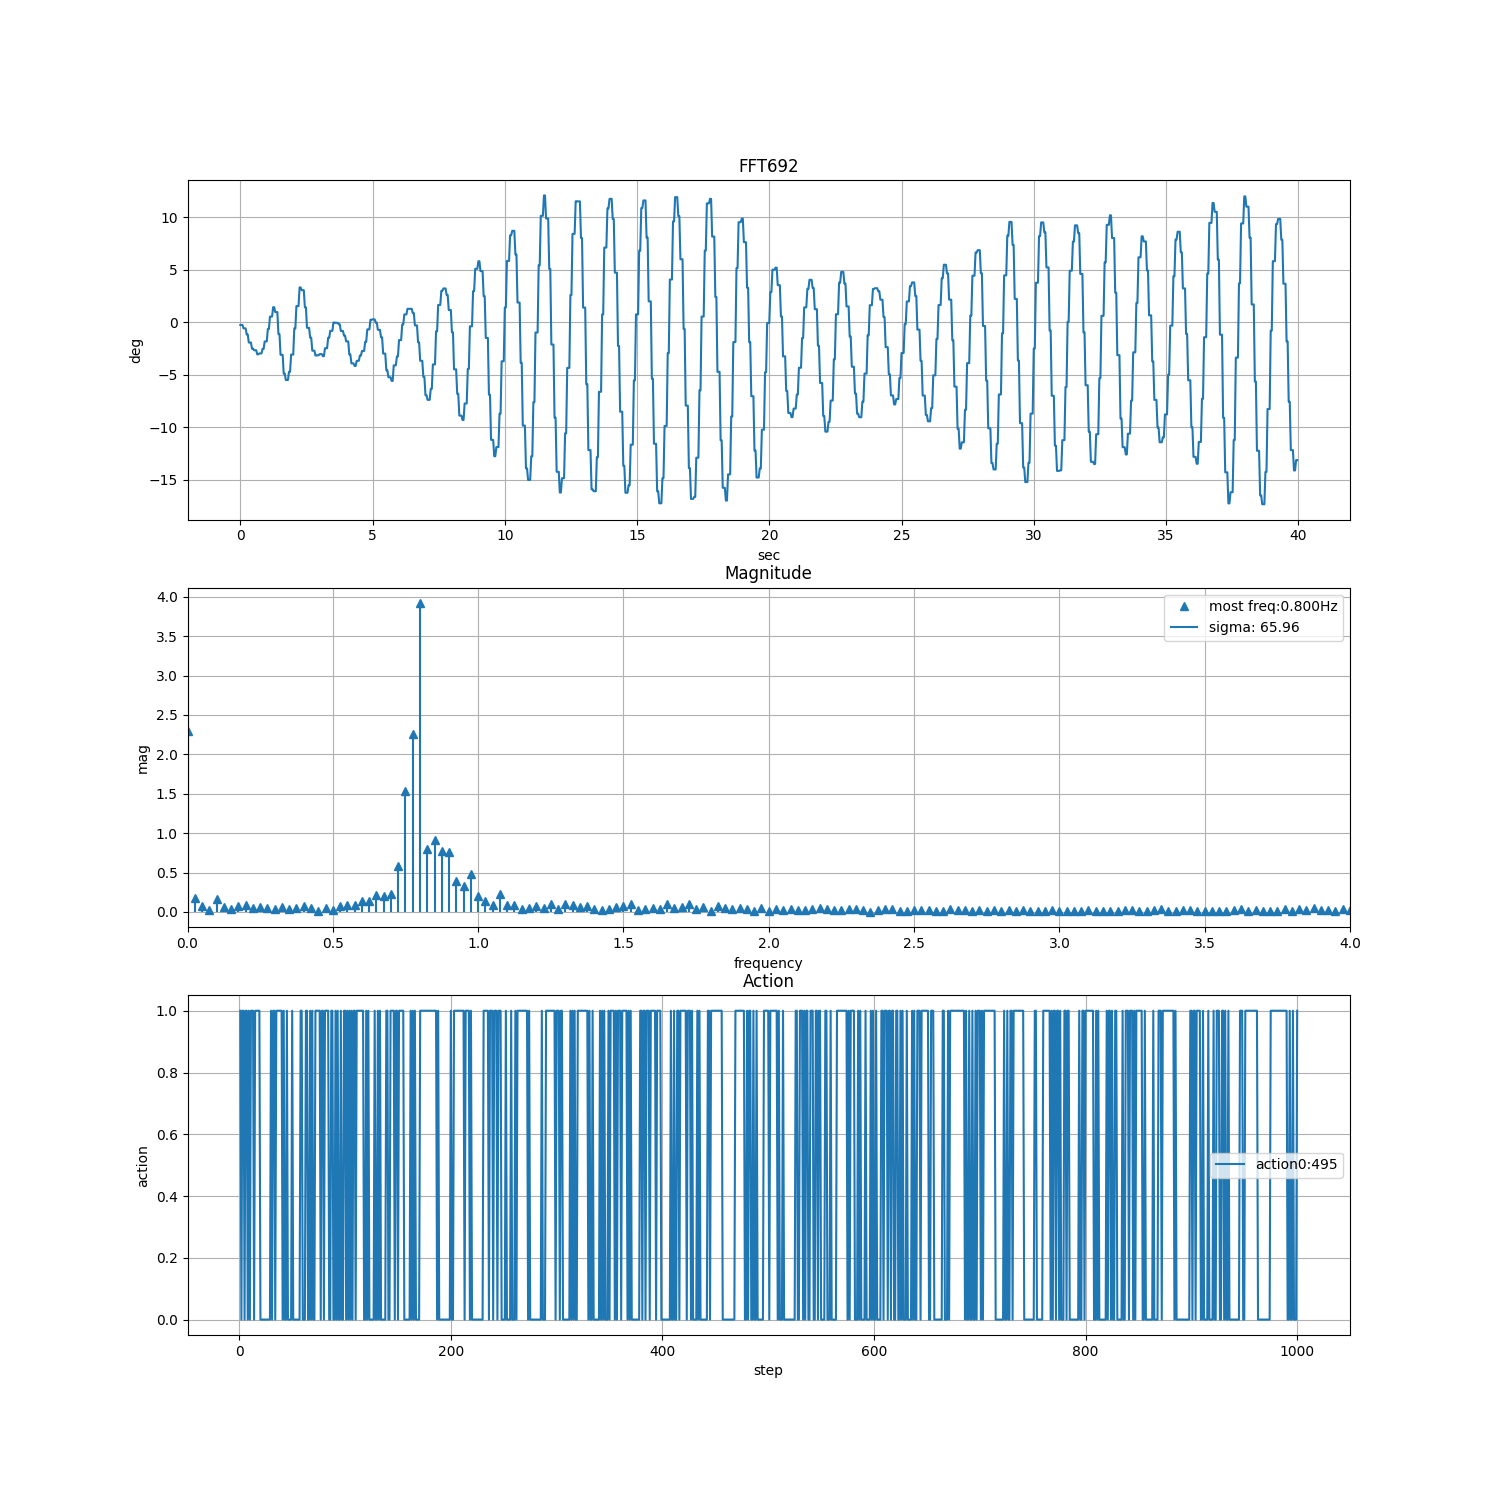 FFT692
10
5
0
−5
−10
−15
deg
0 5 10 15 20 25 30 35 40
sec
Magnitude
4.0
3.5
3.0
2.5
2.0
1.5
1.0
0.5
0.0
mag
most freq:0.800Hz
sigma: 65.96
0.0 0.5 1.0 1.5 2.0 2.5 3.0 3.5 4.0
frequency
Action
1.0
0.8
0.6
0.4
0.2
0.0
action
action0:495
0 200 400 600 800 1000
step